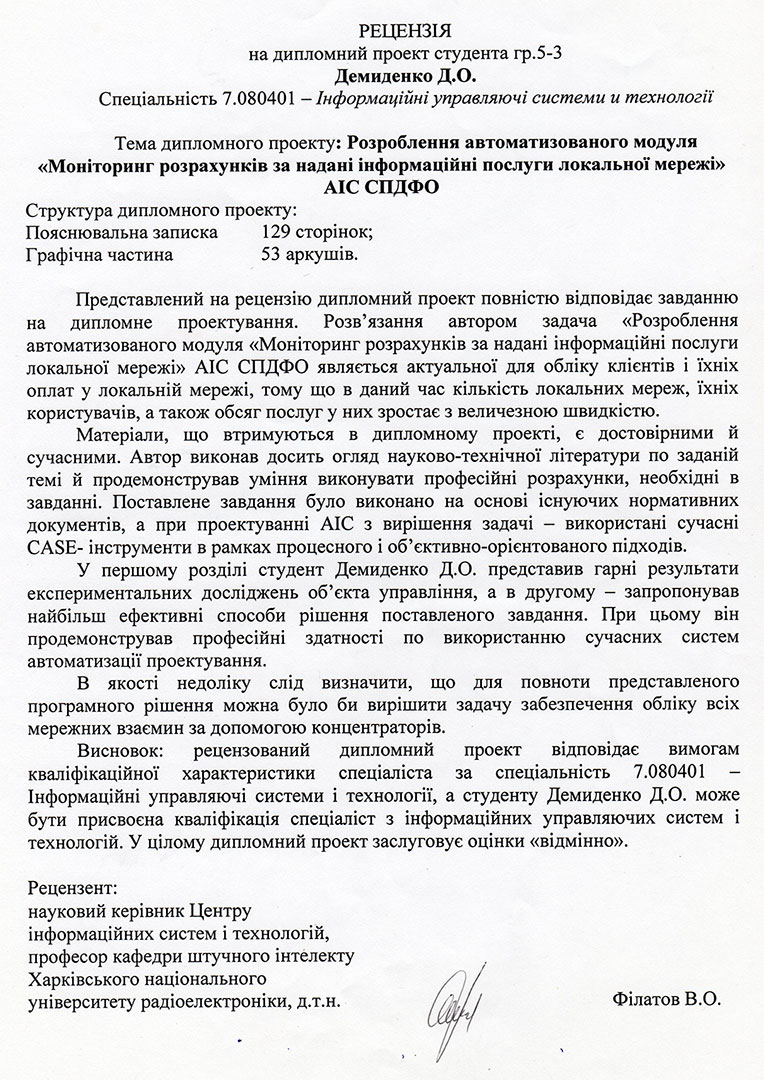 РЕЦЕНЗІЯ
на дипломний проект студента гр.5-3
Демиденко Д.О.
Спеціальність 7.080401 – Інформаційні управляючі системи и технології
Тема дипломного проекту: Розроблення автоматизованого модуля
«Моніторинг розрахунків за надані інформаційні послуги локальної мережі»
АІС СПДФО
Структура дипломного проекту:
Пояснювальна записка 129 сторінок;
Графічна частина 53 аркушів.
Представлений на рецензію дипломний проект повністю відповідає завданню
на дипломне проектування. Розв’язання автором задача «Розроблення
автоматизованого модуля «Моніторинг розрахунків за надані інформаційні послуги
локальної мережі» АІС СПДФО являється актуальної для обліку клієнтів і їхніх
оплат у локальній мережі, тому що в даний час кількість локальних мереж, їхніх
користувачів, а також обсяг послуг у них зростає з величезною швидкістю.
Матеріали, що втримуються в дипломному проекті, є достовірними й
сучасними. Автор виконав досить огляд науково-технічної літератури по заданій
темі й продемонстрував уміння виконувати професійні розрахунки, необхідні в
завданні. Поставлене завдання було виконано на основі існуючих нормативних
документів, а при проектуванні АІС з вирішення задачі – використані сучасні
CASE- інструменти в рамках процесного і об’єктивно-орієнтованого підходів.
У першому розділі студент Демиденко Д.О. представив гарні результати
експериментальних досліджень об’єкта управління, а в другому – запропонував
найбільш ефективні способи рішення поставленого завдання. При цьому він
продемонстрував професійні здатності по використанню сучасних систем
автоматизації проектування.
В якості недоліку слід визначити, що для повноти представленого
програмного рішення можна було би вирішити задачу забезпечення обліку всіх
мережних взаємин за допомогою концентраторів.
Висновок: рецензований дипломний проект відповідає вимогам
кваліфікаційної характеристики спеціаліста за спеціальність 7.080401 –
Інформаційні управляючі системи і технології, а студенту Демиденко Д.О. може
бути присвоєна кваліфікація спеціаліст з інформаційних управляючих систем і
технологій. У цілому дипломний проект заслуговує оцінки «відмінно».
Рецензент:
науковий керівник Центру
інформаційних систем і технологій,
професор кафедри штучного інтелекту
Харківського національного
університету радіоелектроніки, д.т.н. Філатов В.О.